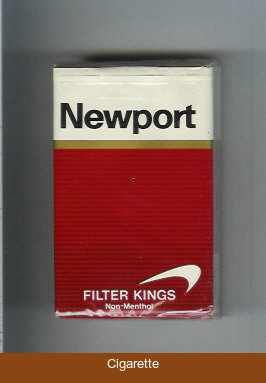 Newport
FILTER KINGS
Non-Menthol
Cigarette